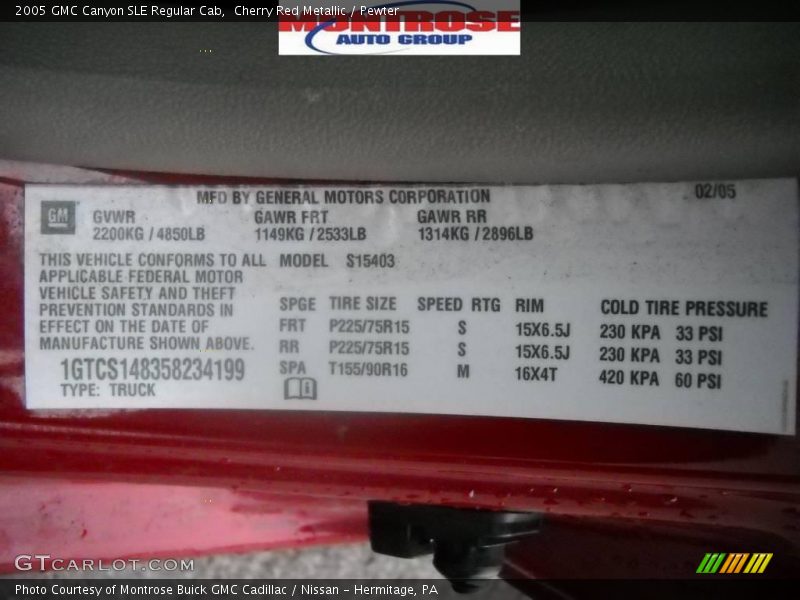 2005 GMC Canyon SLE Regular Cab, Cherry Red Metallic / Pewter
MONTROSE
AUTO GROUP
MFD BY GENERAL MOTORS CORPORATION 02/05
GM GVWR GAWR FRT GAWR RR
2200KG / 4850LB 1149KG / 2533LB 1314KG / 2896LB
THIS VEHICLE CONFORMS TO ALL MODEL S15403
APPLICABLE FEDERAL MOTOR
VEHICLE SAFETY AND THEFT
PREVENTION STANDARDS IN
EFFECT ON THE DATE OF
MANUFACTURE SHOWN ABOVE.
1GTCS148358234199
TYPE: TRUCK
SPGE TIRE SIZE SPEED RTG RIM COLD TIRE PRESSURE
FRT P225/75R15 S 15X6.5J 230 KPA 33 PSI
RR P225/75R15 S 15X6.5J 230 KPA 33 PSI
SPA T155/90R16 M 16X4T 420 KPA 60 PSI
GTCARLOT.COM
Photo Courtesy of Montrose Buick GMC Cadillac / Nissan - Hermitage, PA